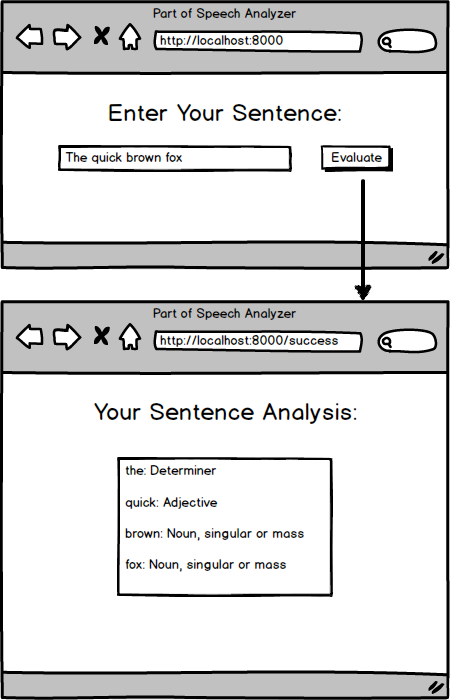 Part of Speech Analyzer
http://localhost:8000
Enter Your Sentence:
The quick brown fox
Evaluate
Part of Speech Analyzer
http://localhost:8000/success
Your Sentence Analysis:
the: Determiner
quick: Adjective
brown: Noun, singular or mass
fox: Noun, singular or mass